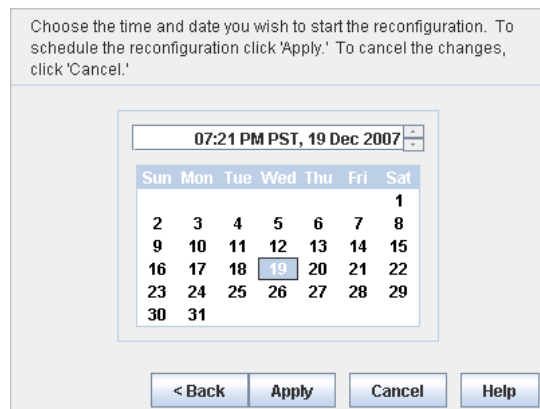 Choose the time and date you wish to start the reconfiguration. To
schedule the reconfiguration click 'Apply.' To cancel the changes,
click 'Cancel.'
07:21 PM PST, 19 Dec 2007
Sun Mon Tue Wed Thu Fri Sat
1
2 3 4 5 6 7 8
9 10 11 12 13 14 15
16 17 18 19 20 21 22
23 24 25 26 27 28 29
30 31
< Back Apply Cancel Help